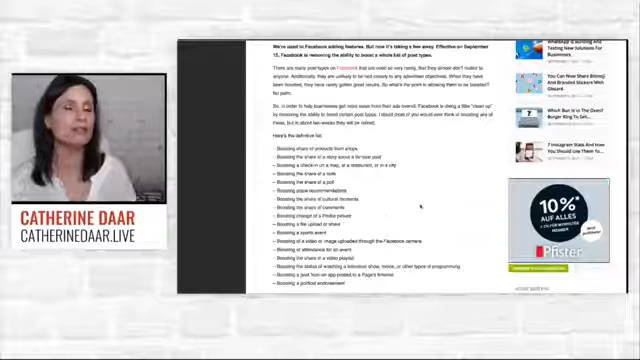 We're used to Facebook adding features. But now it's taking a few away. Effective on September
15, Facebook is removing the ability to boost a whole list of post types.
There are many post types on Facebook that are used so very rarely, that they almost don't matter to
anyone. Additionally, they are unlikely to be tied closely to any advertiser objectives. When they have
been boosted, they have rarely gotten great results. So what's the point in allowing them to be boosted?
No point.
So, in order to help businesses get more value from their ads overall, Facebook is doing a little "clean up"
by removing the ability to boost certain post types. I doubt most of you would even think of boosting any of
these, but in about two weeks they will be retired.
Here's the definitive list:
– Boosting share of products from shops
– Boosting the share of a story about a fan page post
– Boosting a check-in on a map, at a restaurant, or in a city
– Boosting the share of a note
– Boosting the share of a poll
– Boosting place recommendations
– Boosting the share of cultural moments
– Boosting the share of comments
– Boosting change of a Profile picture
– Boosting a file upload or share
– Boosting a sports event
– Boosting of a video or image uploaded through the Facebook camera
– Boosting of attendance for an event
– Boosting the share of a video playlist
– Boosting the status of watching a television show, movie, or other types of programming
– Boosting a post from an app posted to a Page's timeline
– Boosting a political endorsement
WhatsApp Is Building And
Testing New Solutions For
Businesses
You Can Now Share Bitmoji
And Branded Stickers With
Gboard
Which Bun Is In The Oven?
Burger King To Sell...
7 Instagram Stats And How
You Should Use Them To...
10%*
AUF ALLES
Pfister
CATHERINE DAAR
CATHERINEDAAR.LIVE